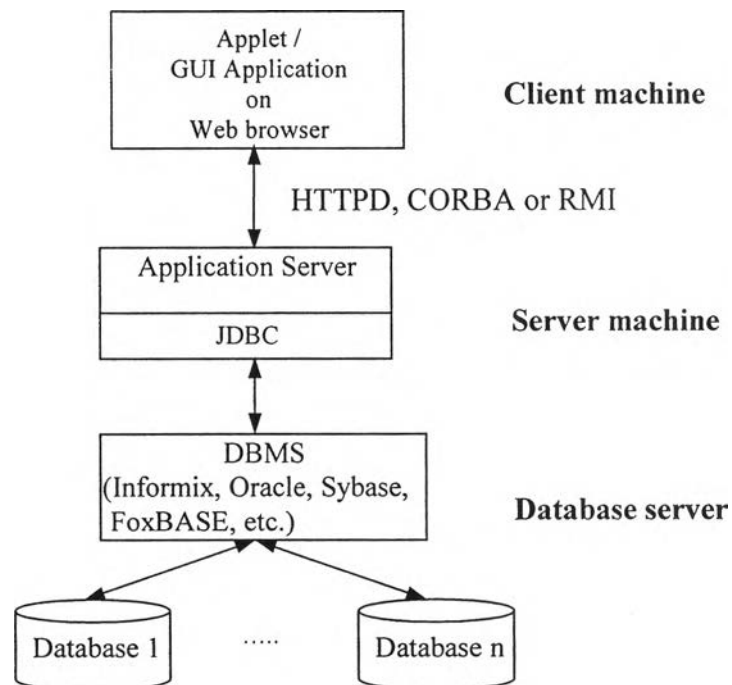 Applet /
GUI Application
on
Web browser
Client machine
HTTPD, CORBA or RMI
Application Server
JDBC
Server machine
DBMS
(Informix, Oracle, Sybase,
FoxBASE, etc.)
Database server
Database 1
.....
Database n